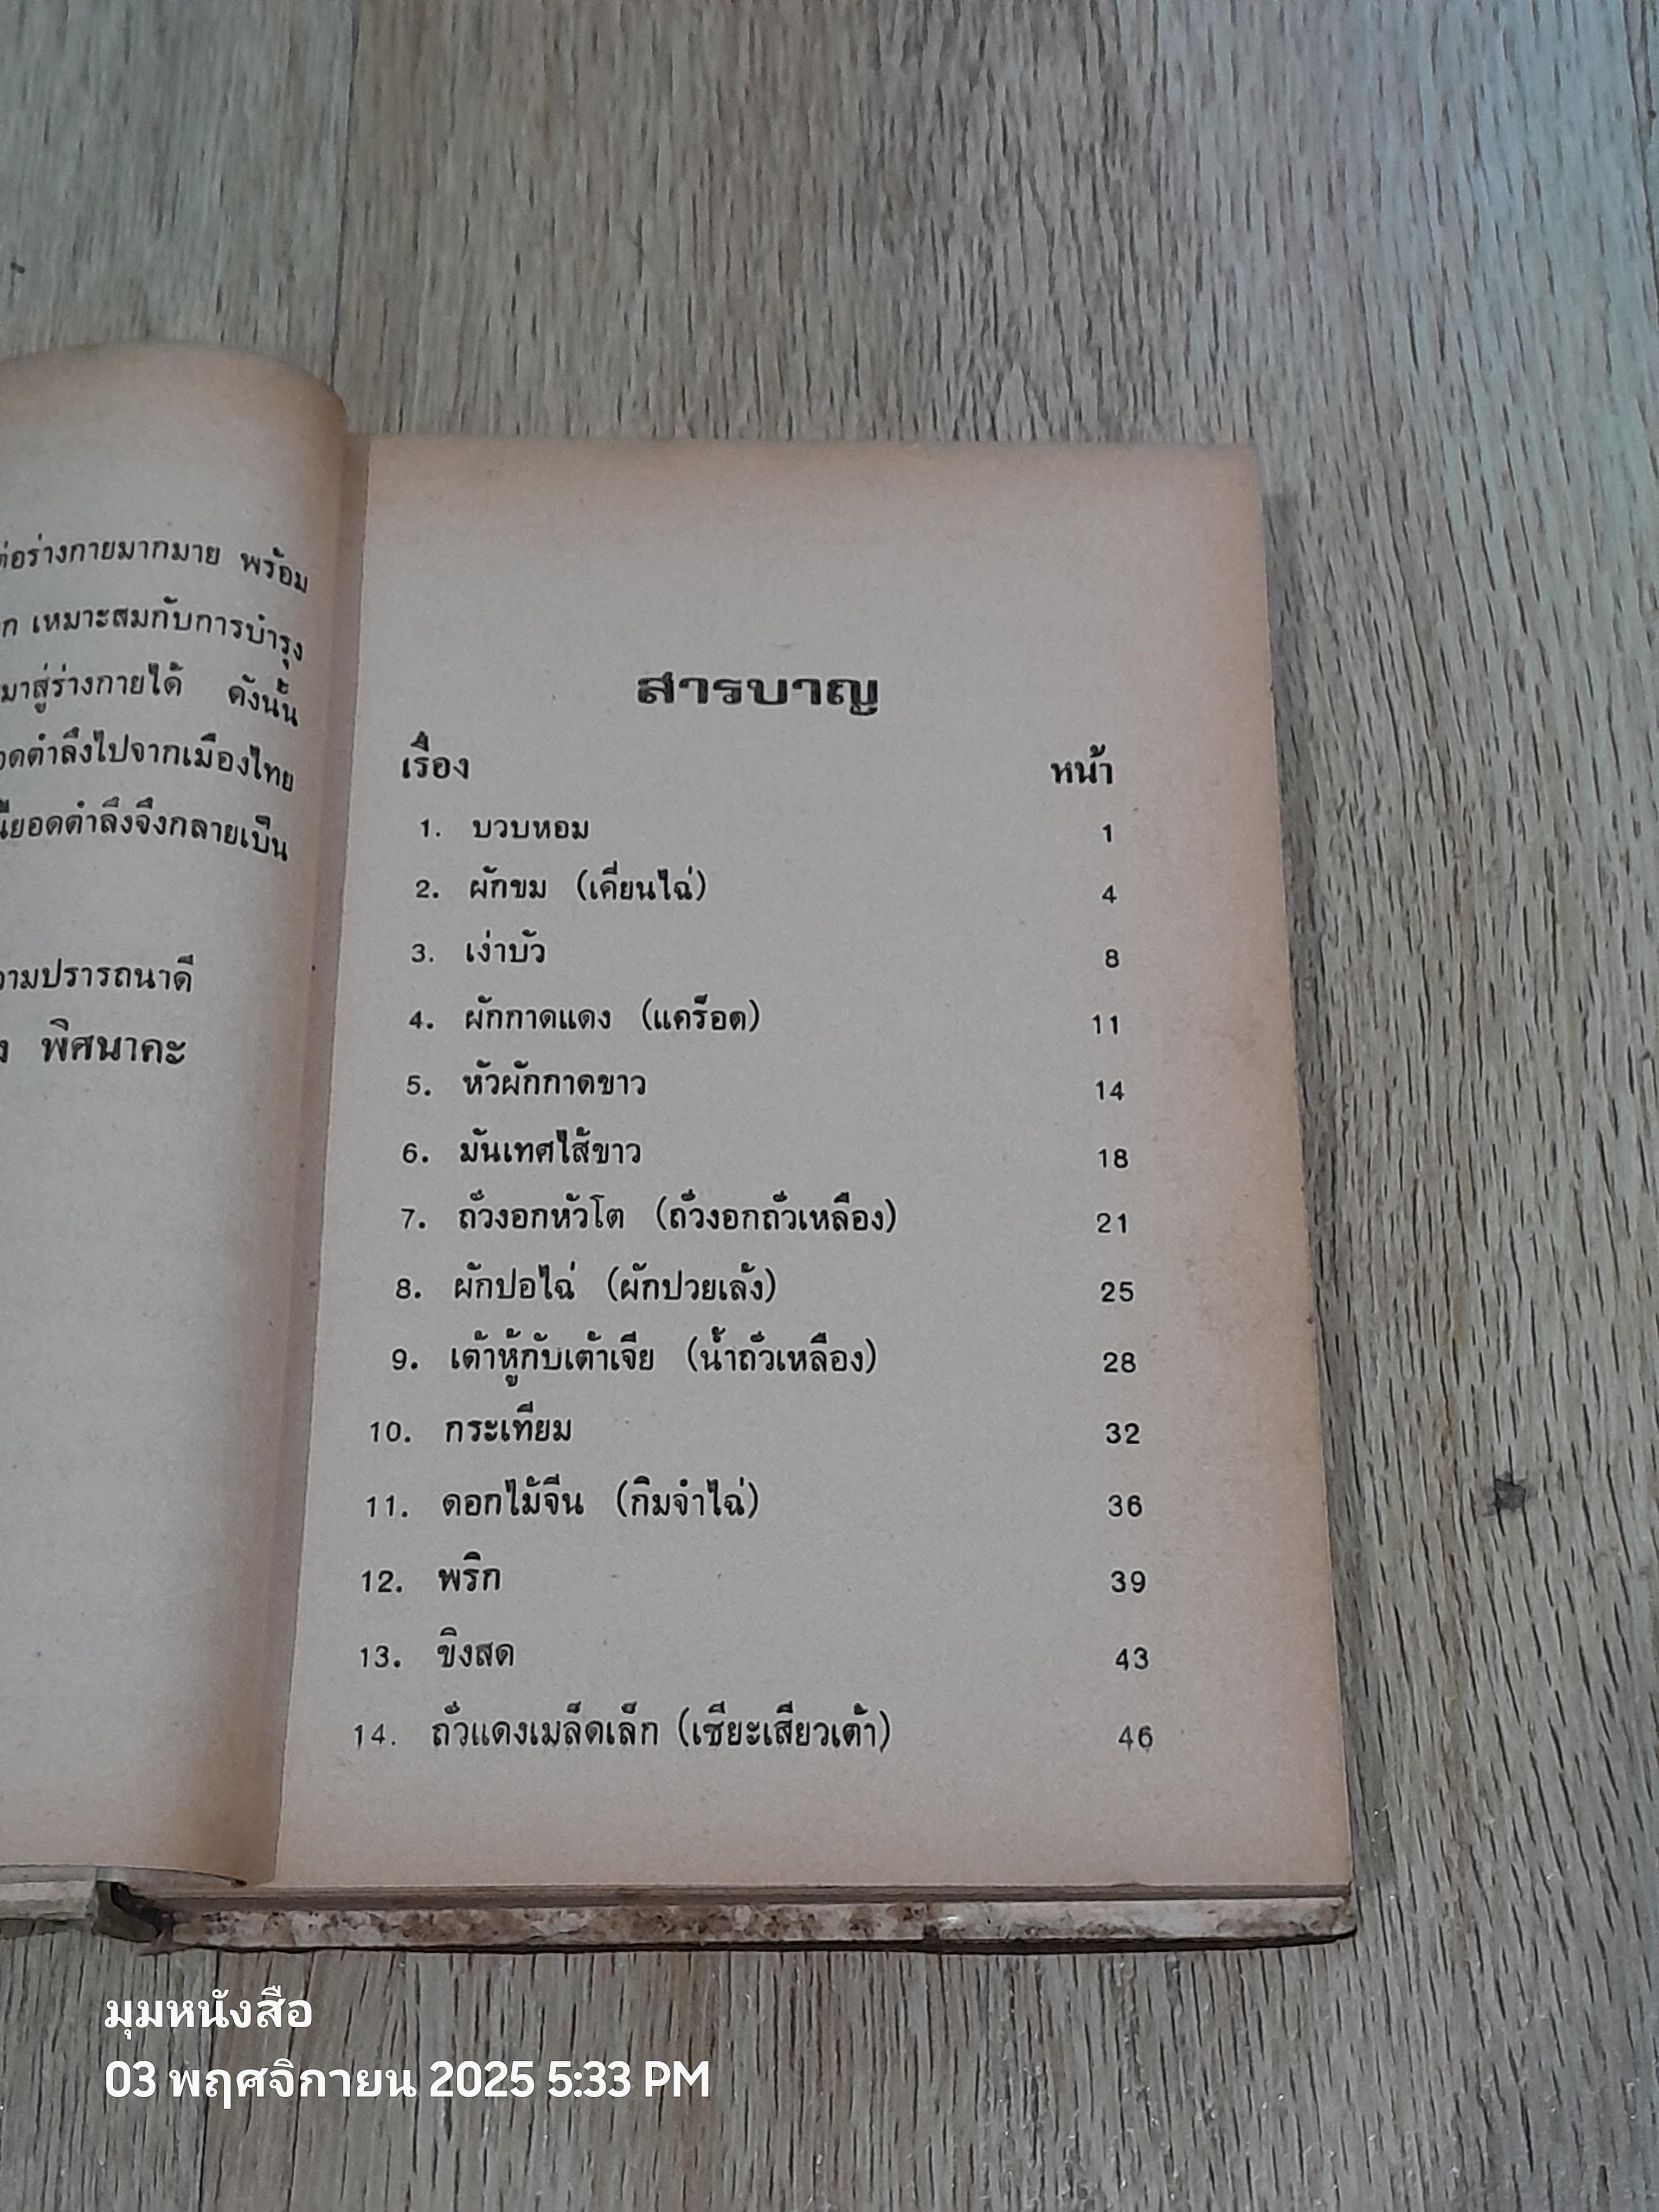 ต่อร่างกายมากมาย พร้อม
เหมาะสมกับการบำรุง
มาสู่ร่างกายได้ ดังนั้น
ยอดตำลึงไปจากเมืองไทย
นี้ยอดตำลึงจึงกลายเป็น
ความปรารถนาดี
พิศนาคะ
สารบาญ
เรื่อง หน้า
1. บวบหอม 1
2. ผักขม (เคี่ยนไฉ่) 4
3. เง่าบัว 8
4. ผักกาดแดง (แคร็อด) 11
5. หัวผักกาดขาว 14
6. มันเทศไส้ขาว 18
7. ถั่วงอกหัวโต (ถั่วงอกถั่วเหลือง) 21
8. ผักปอไฉ่ (ผักปวยเล้ง) 25
9. เต้าหู้กับเต้าเจีย (น้ำถั่วเหลือง) 28
10. กระเทียม 32
11. ดอกไม้จีน (กิมจำไฉ่) 36
12. พริก 39
13. ขิงสด 43
14. ถั่วแดงเมล็ดเล็ก (เชียะเสียวเต้า) 46
มุมหนังสือ
03 พฤศจิกายน 2025 5:33 PM